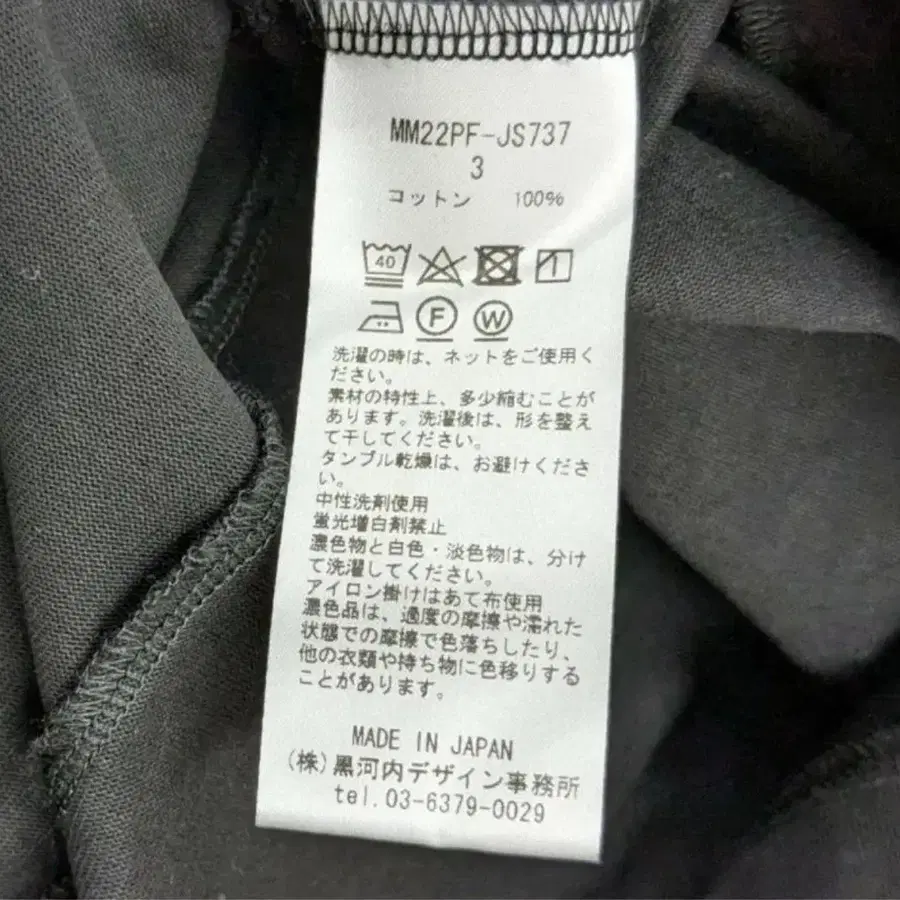 MM22PF-JS737
3
コットン 100%
40
F W
洗濯の時は、ネットをご使用く
ださい。
素材の特性上、多少縮むことが
あります。洗濯後は、形を整え
て干してください。
タンブル乾燥は、お避けくださ
い。
中性洗剤使用
蛍光増白剤禁止
濃色物と白色・淡色物は、分け
て洗濯してください。
アイロン掛けはあて布使用
濃色品は、過度の摩擦や濡れた
状態での摩擦で色落ちしたり、
他の衣類や持ち物に色移りする
ことがあります。
MADE IN JAPAN
(株)黒河内デザイン事務所
tel.03-6379-0029